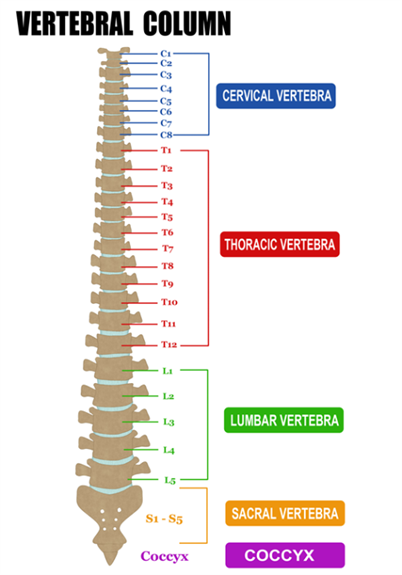 VERTEBRAL COLUMN
C1
C2
C3
C4
C5
C6
C7
C8
CERVICAL VERTEBRA
T1
T2
T3
T4
T5
T6
T7
T8
T9
T10
T11
T12
THORACIC VERTEBRA
L1
L2
L3
L4
L5
LUMBAR VERTEBRA
S1 - S5
SACRAL VERTEBRA
Coccyx
COCCYX